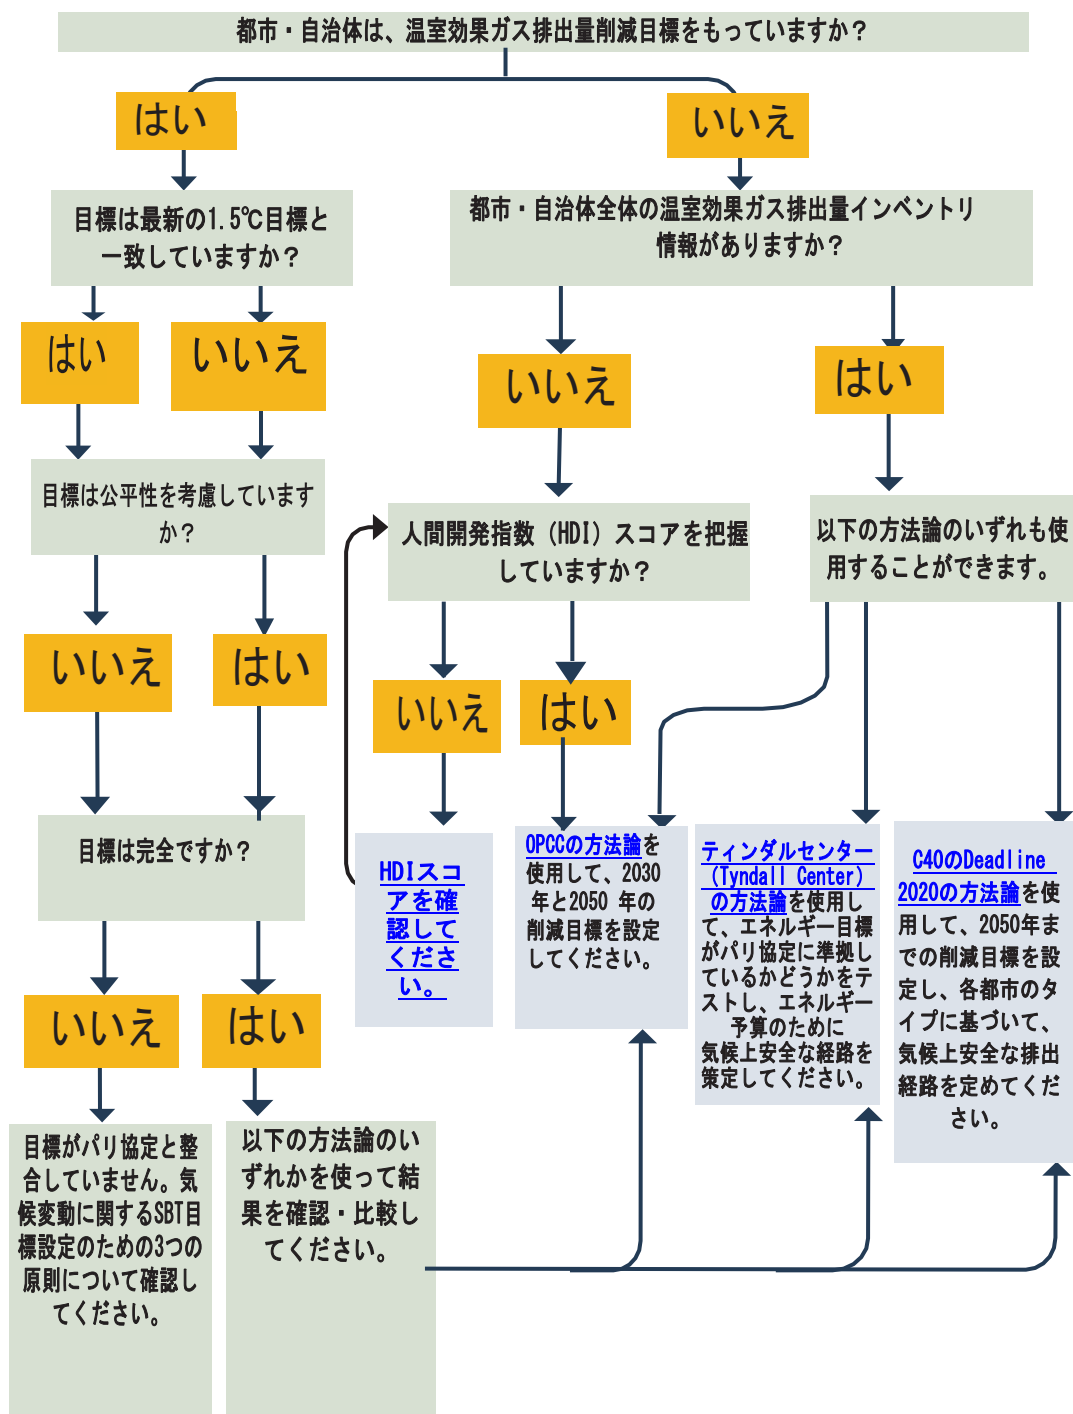 都市・自治体は、温室効果ガス排出量削減目標をもっていますか？
はい
いいえ
目標は最新の1.5℃目標と
一致していますか？
都市・自治体全体の温室効果ガス排出量インベントリ
情報がありますか？
はい
いいえ
いいえ
はい
目標は公平性を考慮しています
か？
人間開発指数（HDI）スコアを把握
していますか？
以下の方法論のいずれも使
用することができます。
いいえ
はい
いいえ
はい
目標は完全ですか？
HDIスコ
アを確
認して
くださ
い。
OPCCの方法論を
使用して、2030
年と2050 年の
削減目標を設定
してください。
ティンダルセンター
（Tyndall Center）
の方法論を使用し
て、エネルギー目標
がパリ協定に準拠し
ているかどうかをテ
ストし、エネルギー
予算のために
気候上安全な経路を
策定してください。
C40のDeadline
2020の方法論を使
用して、2050年ま
での削減目標を設
定し、各都市のタ
イプに基づいて、
気候上安全な排出
経路を定めてくだ
さい。
いいえ
はい
目標がパリ協定と整
合していません。気
候変動に関するSBT目
標設定のための3つの
原則について確認し
てください。
以下の方法論のい
ずれかを使って結
果を確認・比較し
てください。